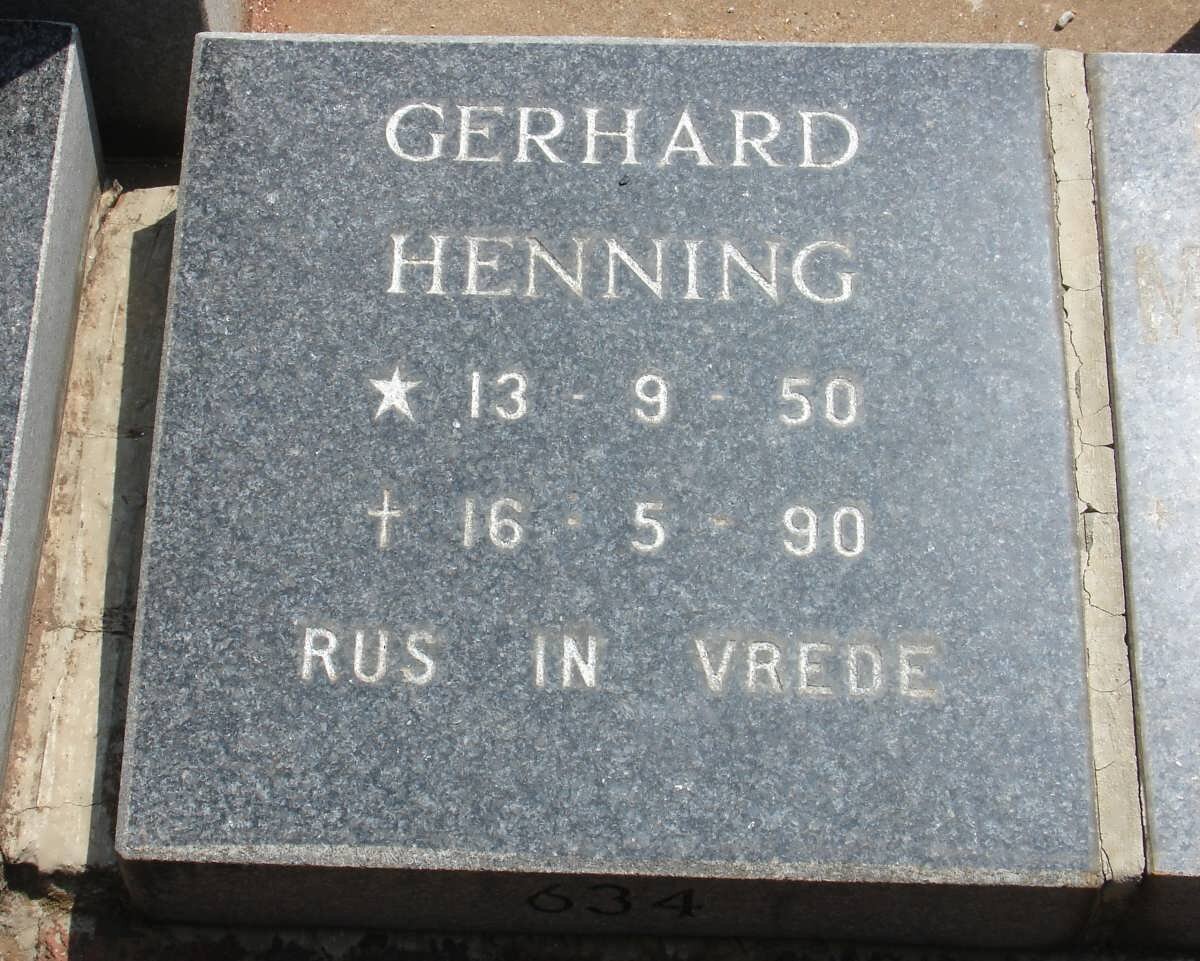 GERHARD
HENNING
★ 13 - 9 - 50
† 16 - 5 - 90
RUS IN VREDE
634
M